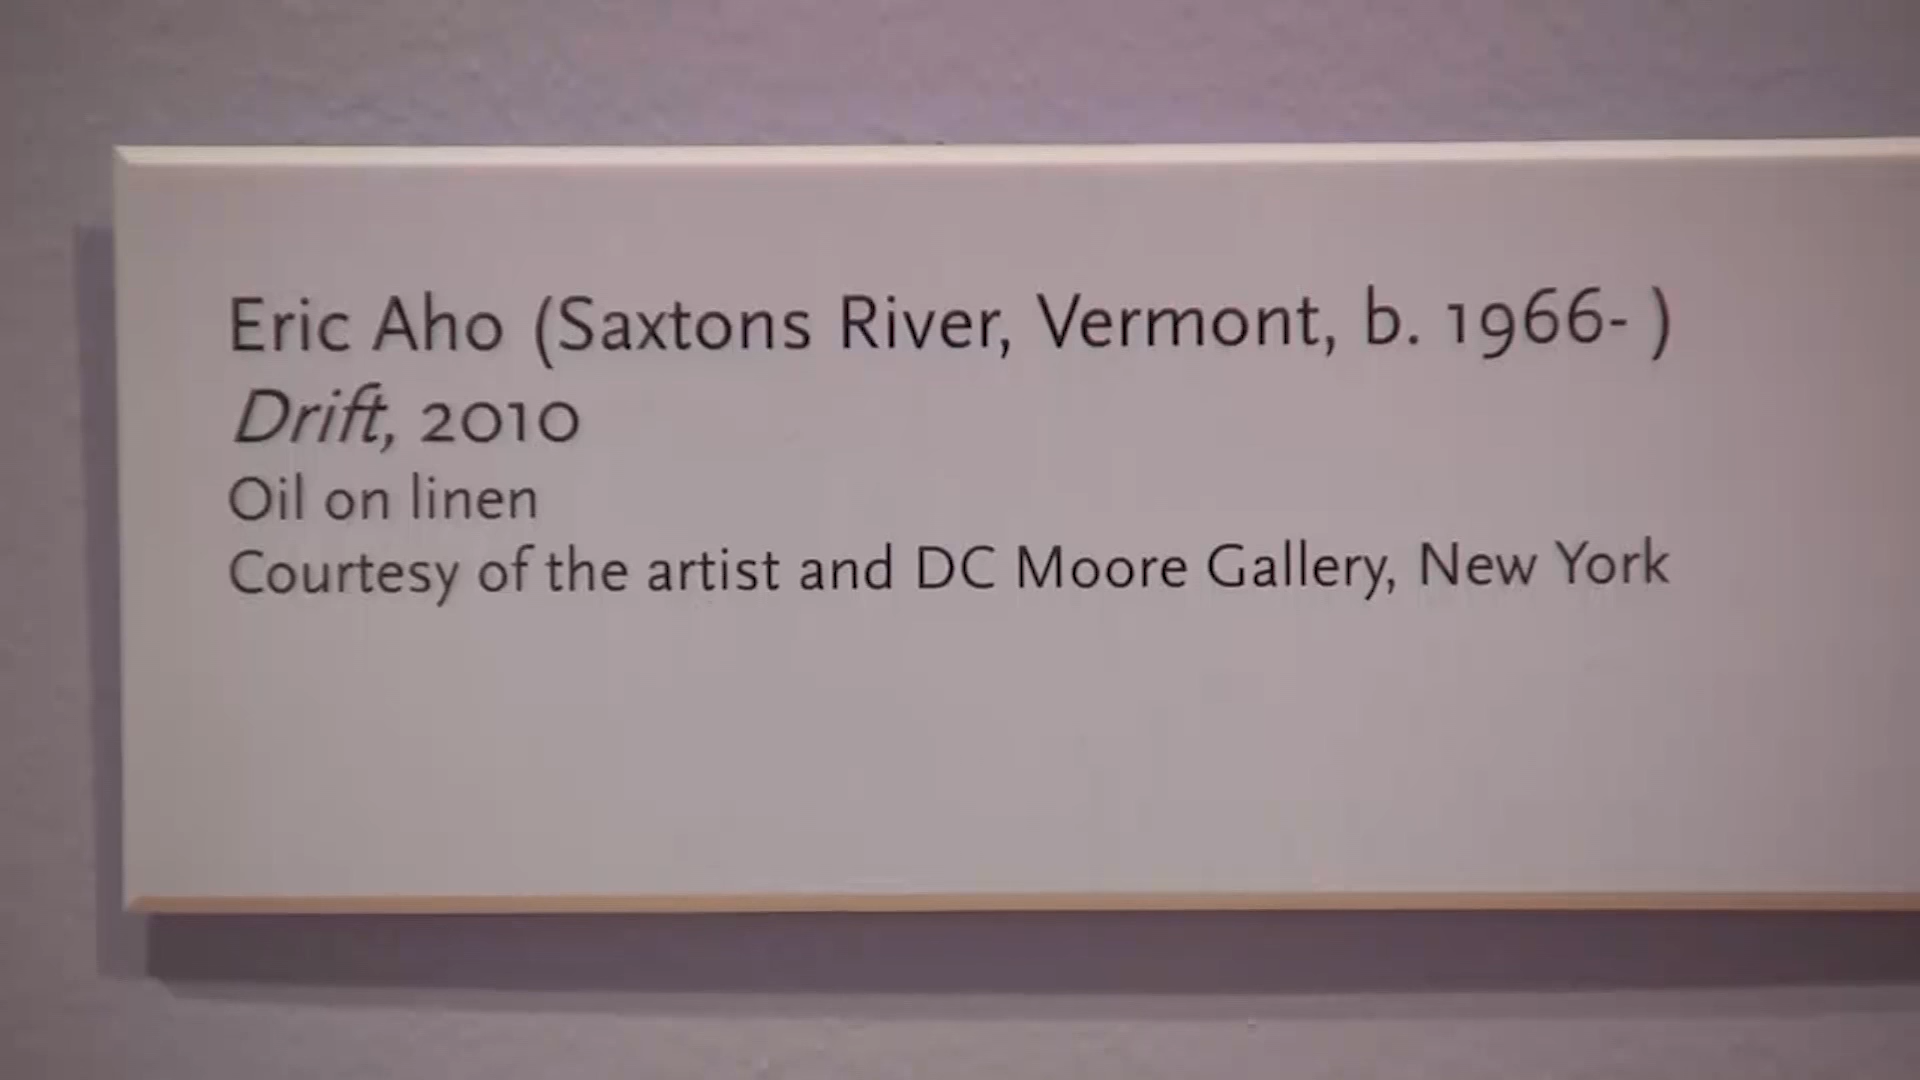 Eric Aho (Saxtons River, Vermont, b. 1966- )
Drift, 2010
Oil on linen
Courtesy of the artist and DC Moore Gallery, New York